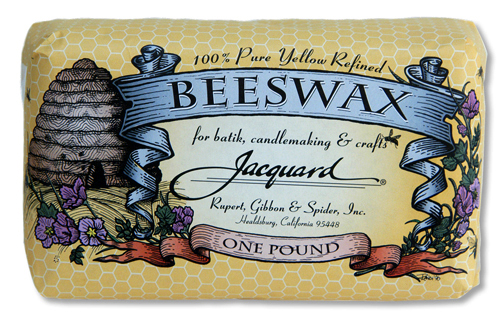 100% Pure Yellow Refined
BEESWAX
for batik, candlemaking & crafts
Jacquard®
Rupert, Gibbon & Spider, Inc.
Healdsburg, California 95448
ONE POUND